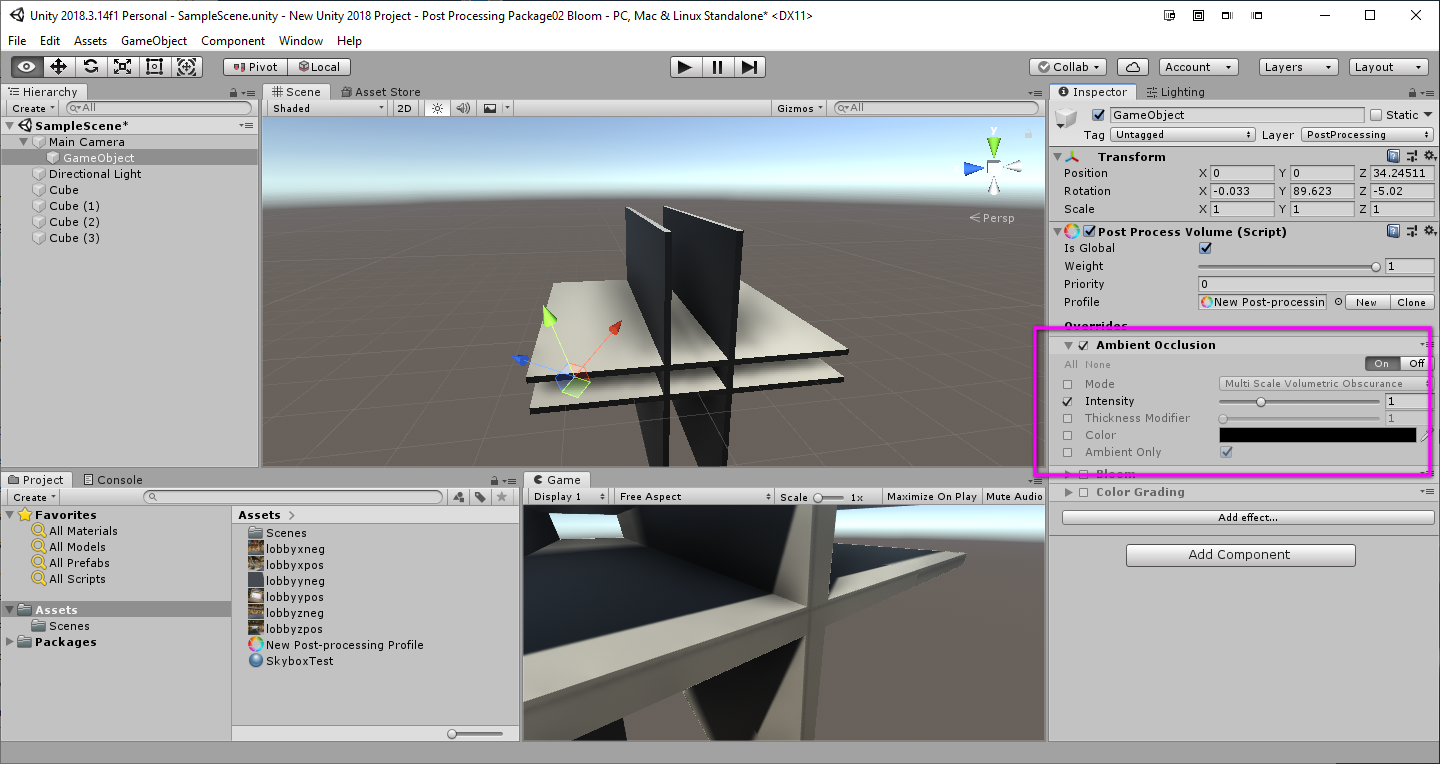 Unity 2018.3.14f1 Personal - SampleScene.unity - New Unity 2018 Project - Post Processing Package02 Bloom - PC, Mac & Linux Standalone* <DX11>
File Edit Assets GameObject Component Window Help
Pivot Local Collab Account Layers Layout
Hierarchy
Create All
SampleScene*
Main Camera
GameObject
Directional Light
Cube
Cube (1)
Cube (2)
Cube (3)
Scene Asset Store
Shaded 2D Gizmos All
y
Persp
Inspector Lighting
GameObject Static
Tag Untagged Layer PostProcessing
Transform
Position X 0 Y 0 Z 34.24511
Rotation X -0.033 Y 89.623 Z -5.02
Scale X 1 Y 1 Z 1
Post Process Volume (Script)
Is Global
Weight 1
Priority 0
Profile New Post-processin New Clone
Overrides
Ambient Occlusion
All None On Off
Mode Multi Scale Volumetric Obscurance
Intensity 1
Thickness Modifier 1
Color
Ambient Only
Bloom
Color Grading
Add effect...
Add Component
Project Console
Create
Favorites
All Materials
All Models
All Prefabs
All Scripts
Assets
Scenes
Packages
Assets
Scenes
lobbyxneg
lobbyxpos
lobbyyneg
lobbyypos
lobbyzneg
lobbyzpos
New Post-processing Profile
SkyboxTest
Game
Display 1 Free Aspect Scale 1x Maximize On Play Mute Audio